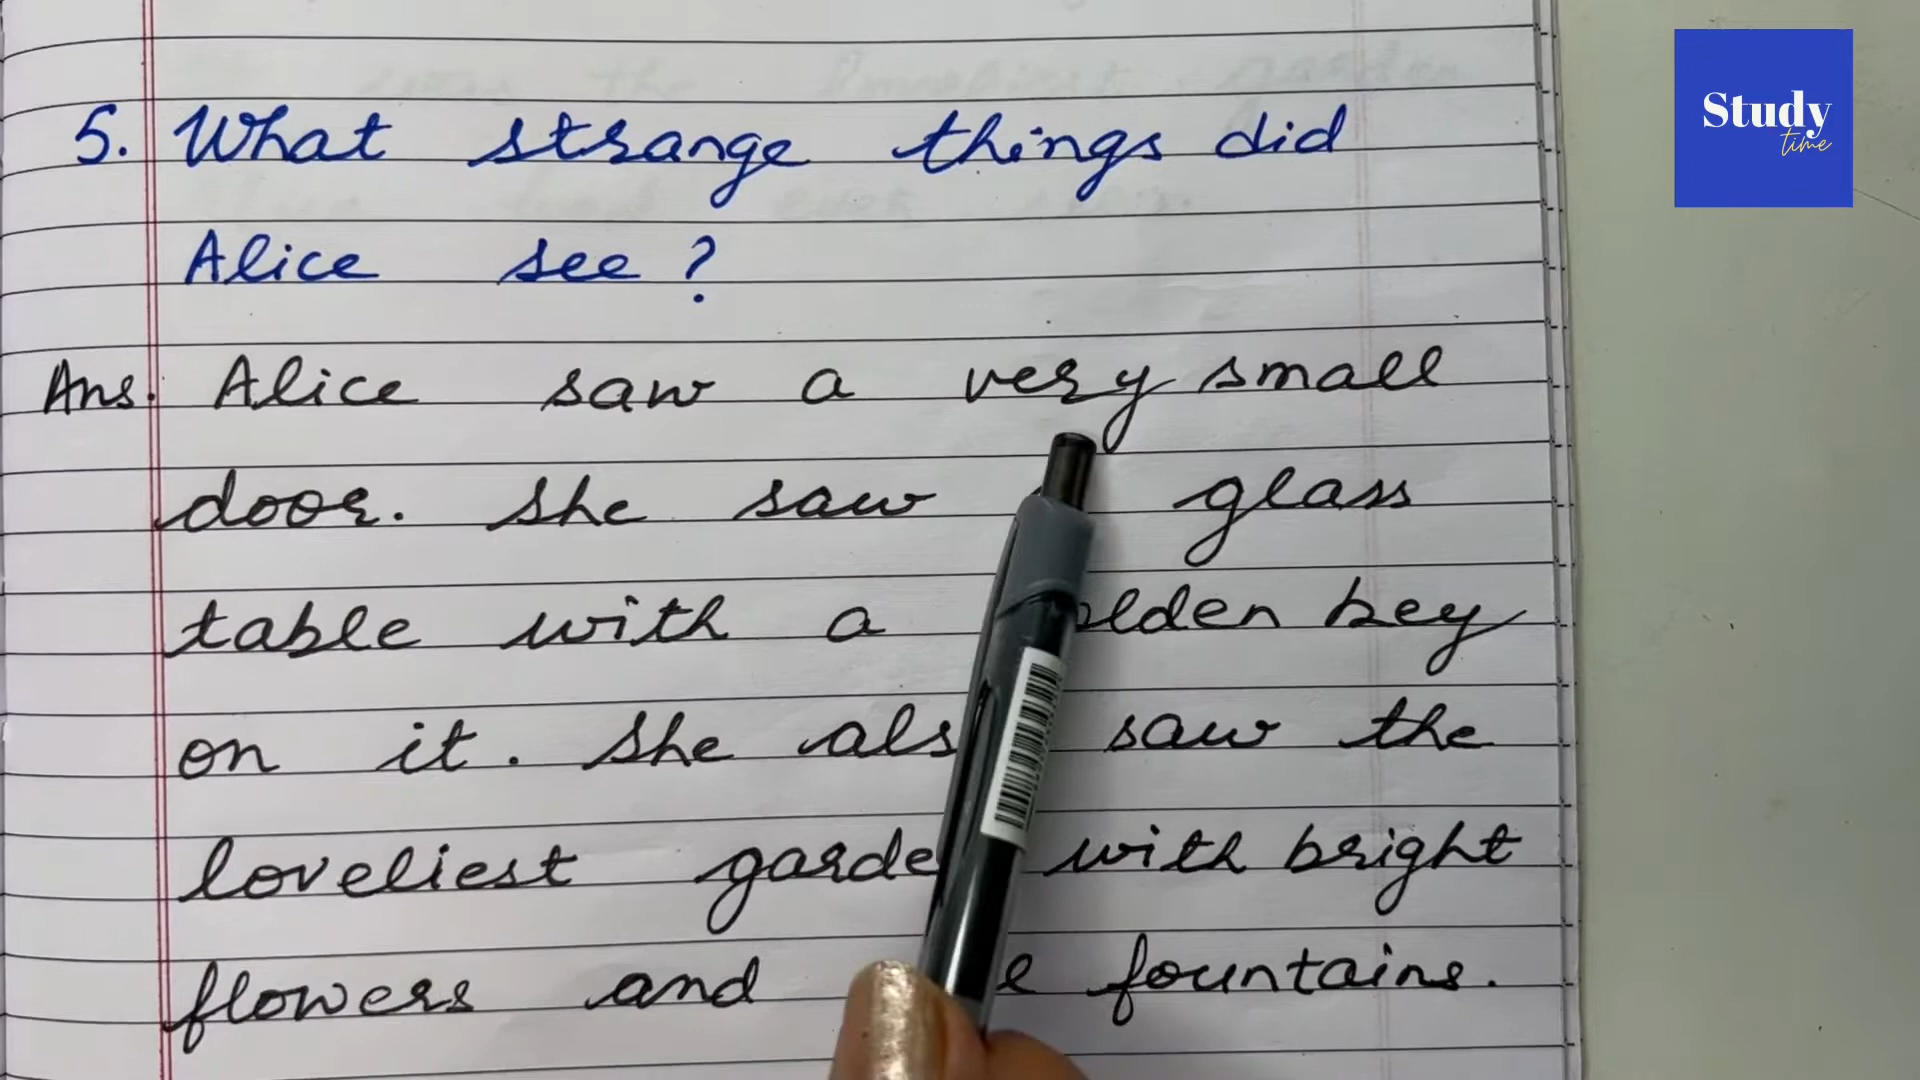 5. What strange things did
Alice see?
Ans. Alice saw a very small
door. She saw glass
table with a olden key
on it. She als saw the
loveliest garde with bright
flowers and e fountains.
Study
time